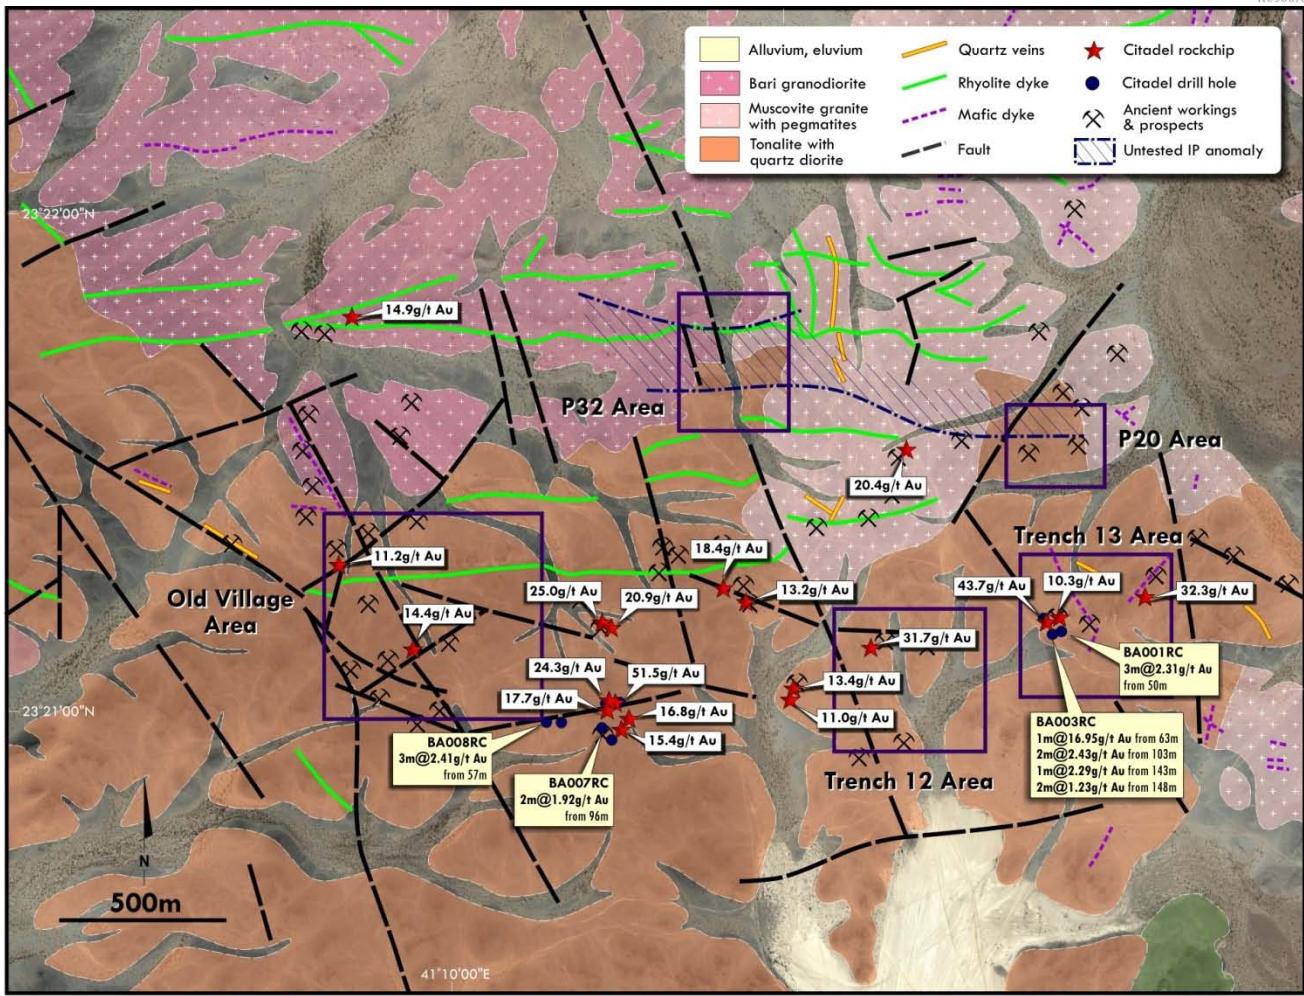 Alluvium, eluvium
Bari granodiorite
Muscovite granite
with pegmatites
Tonalite with
quartz diorite
Quartz veins
Rhyolite dyke
Mafic dyke
Fault
Citadel rockchip
Citadel drill hole
Ancient workings
& prospects
Untested IP anomaly
23°22'00"N
14.9g/t Au
P32 Area
P20 Area
20.4g/t Au
Trench 13 Area
11.2g/t Au
18.4g/t Au
43.7g/t Au
10.3g/t Au
32.3g/t Au
Old Village
Area
25.0g/t Au
20.9g/t Au
13.2g/t Au
14.4g/t Au
31.7g/t Au
BA001RC
3m@2.31g/t Au
from 50m
24.3g/t Au
51.5g/t Au
13.4g/t Au
17.7g/t Au
16.8g/t Au
11.0g/t Au
23°21'00"N
15.4g/t Au
BA003RC
1m@16.95g/t Au from 63m
2m@2.43g/t Au from 103m
1m@2.29g/t Au from 143m
2m@1.23g/t Au from 148m
BA008RC
3m@2.41g/t Au
from 57m
BA007RC
2m@1.92g/t Au
from 96m
Trench 12 Area
N
500m
41°10'00"E